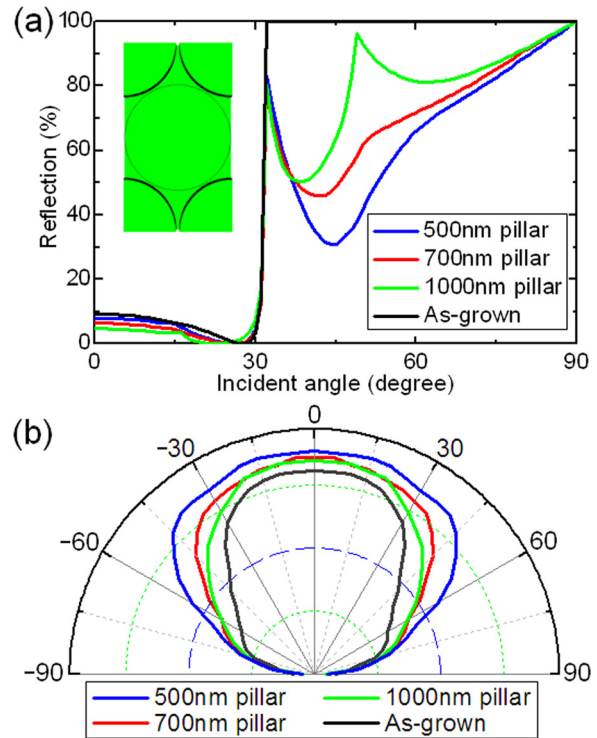 (a)
100
80
60
40
20
0
Reflection (%)
500nm pillar
700nm pillar
1000nm pillar
As-grown
0 30 60 90
Incident angle (degree)
(b)
0
−30 30
−60 60
−90 90
500nm pillar 1000nm pillar
700nm pillar As-grown